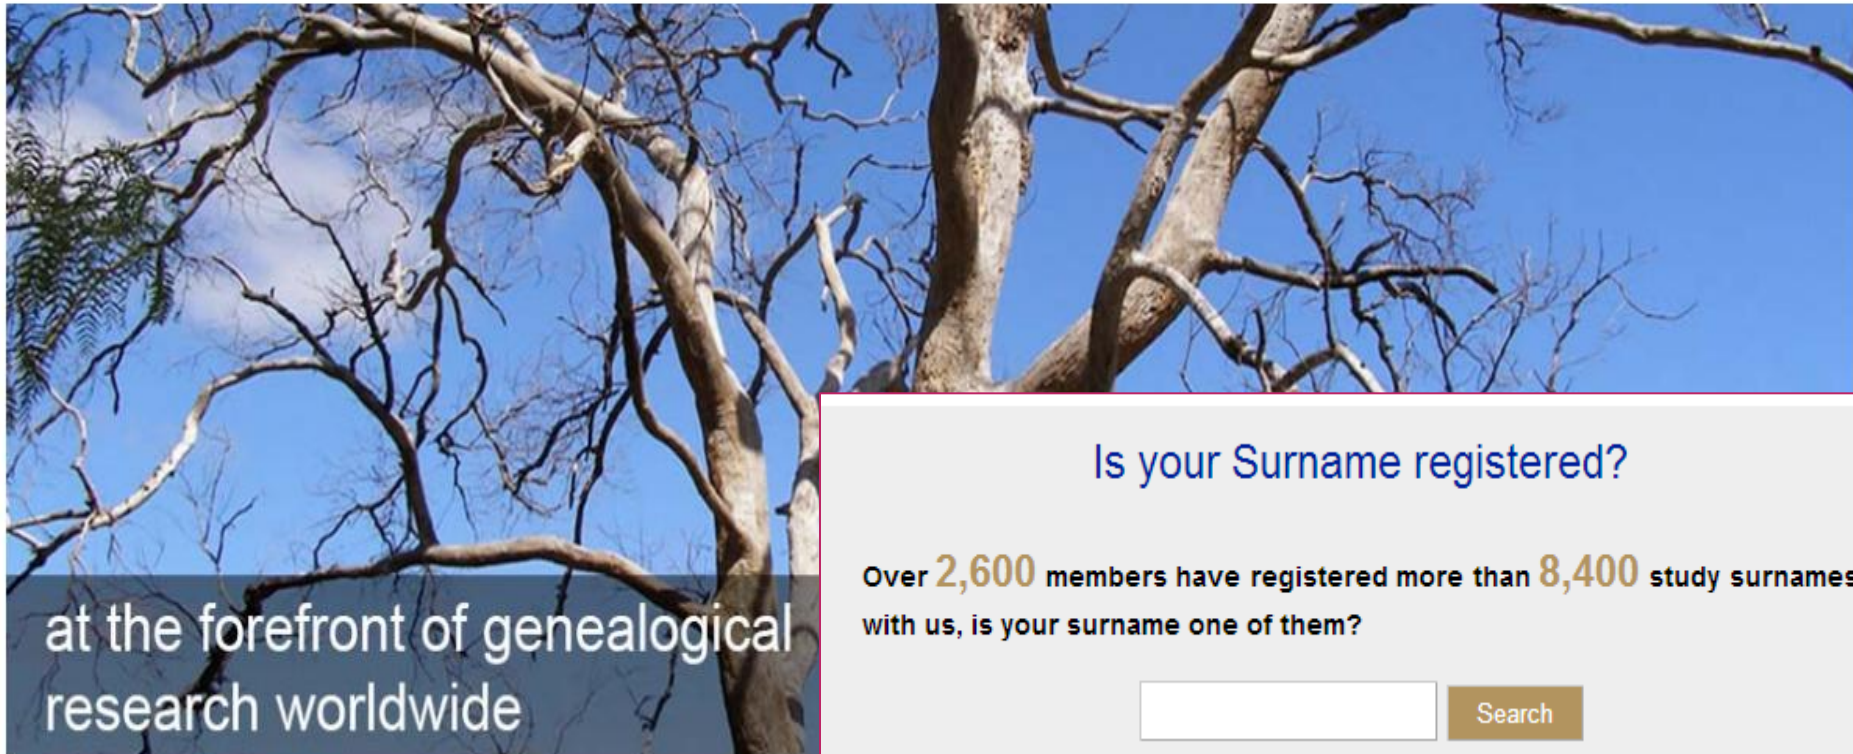 at the forefront of genealogical
research worldwide
Is your Surname registered?
Over 2,600 members have registered more than 8,400 study surnames
with us, is your surname one of them?
Search